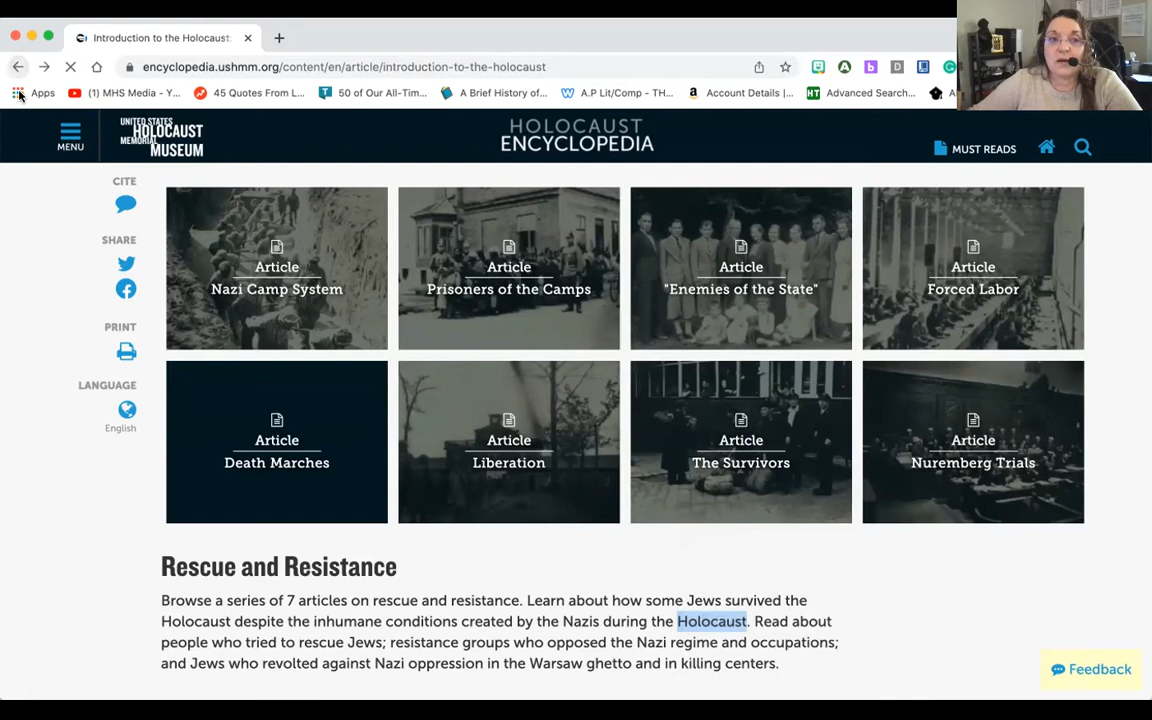 Introduction to the Holocaust:
encyclopedia.ushmm.org/content/en/article/introduction-to-the-holocaust
Apps (1) MHS Media - Y... 45 Quotes From L... 50 of Our All-Tim... A Brief History of... A.P Lit/Comp - TH... Account Details |... Advanced Search...
MENU
UNITED STATES
HOLOCAUST
MEMORIAL
MUSEUM
HOLOCAUST
ENCYCLOPEDIA
MUST READS
CITE
SHARE
PRINT
LANGUAGE
English
Article
Nazi Camp System
Article
Prisoners of the Camps
Article
"Enemies of the State"
Article
Forced Labor
Article
Death Marches
Article
Liberation
Article
The Survivors
Article
Nuremberg Trials
Rescue and Resistance
Browse a series of 7 articles on rescue and resistance. Learn about how some Jews survived the
Holocaust despite the inhumane conditions created by the Nazis during the Holocaust. Read about
people who tried to rescue Jews; resistance groups who opposed the Nazi regime and occupations;
and Jews who revolted against Nazi oppression in the Warsaw ghetto and in killing centers.
Feedback